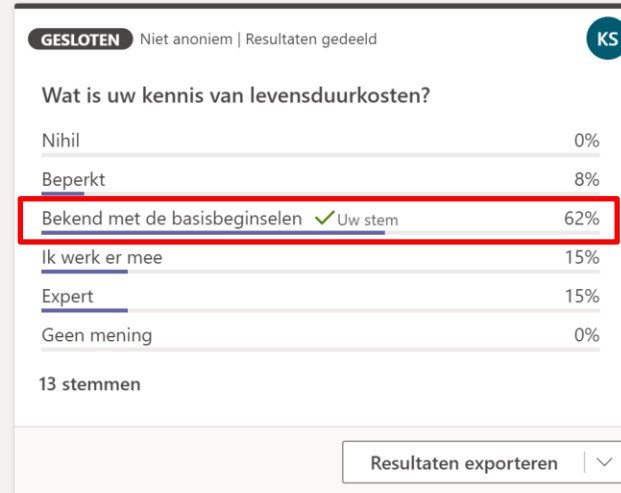 GESLOTEN Niet anoniem | Resultaten gedeeld KS
Wat is uw kennis van levensduurkosten?
Nihil 0%
Beperkt 8%
Bekend met de basisbeginselen Uw stem 62%
Ik werk er mee 15%
Expert 15%
Geen mening 0%
13 stemmen
Resultaten exporteren